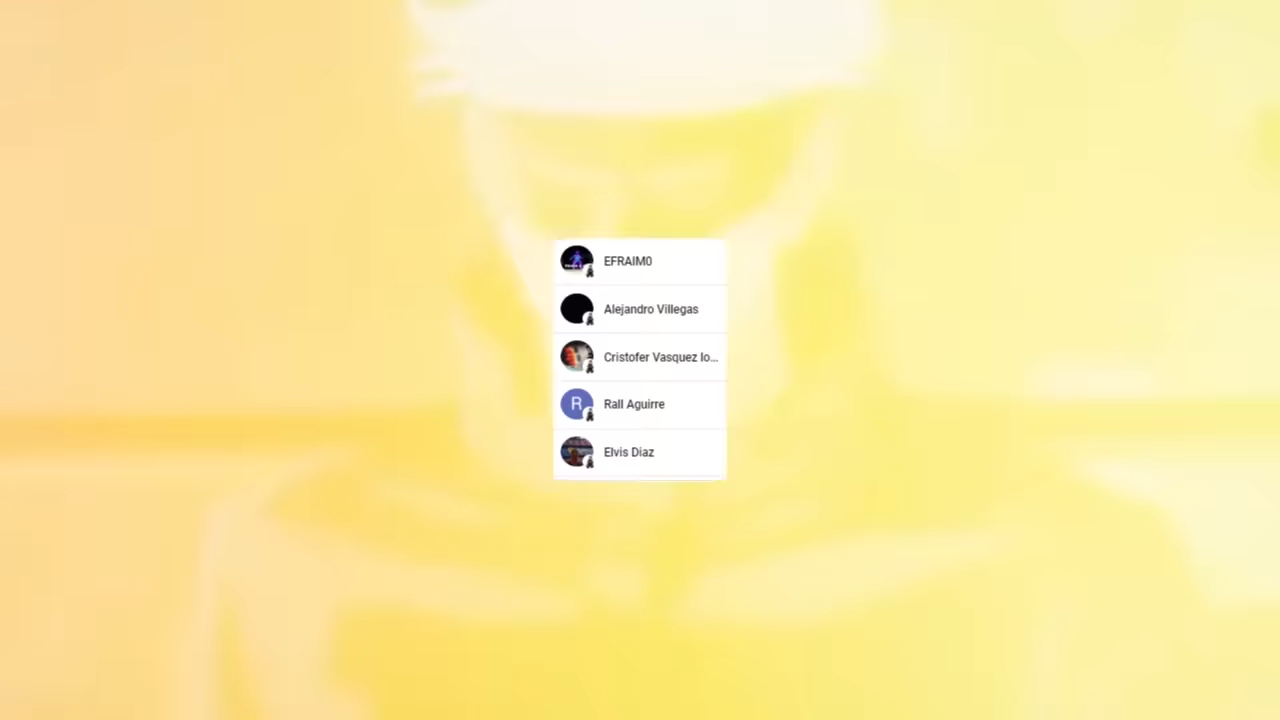 EFRAIM0
Alejandro Villegas
Cristofer Vasquez lo...
R
Rall Aguirre
Elvis Diaz